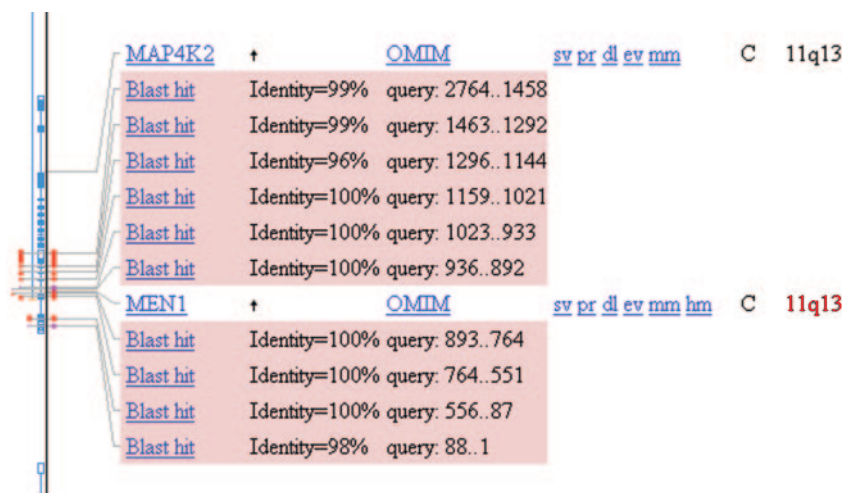 MAP4K2 ↑ OMIM sv pr dl ev mm C 11q13
Blast hit Identity=99% query: 2764..1458
Blast hit Identity=99% query: 1463..1292
Blast hit Identity=96% query: 1296..1144
Blast hit Identity=100% query: 1159..1021
Blast hit Identity=100% query: 1023..933
Blast hit Identity=100% query: 936..892
MEN1 ↑ OMIM sv pr dl ev mm hm C 11q13
Blast hit Identity=100% query: 893..764
Blast hit Identity=100% query: 764..551
Blast hit Identity=100% query: 556..87
Blast hit Identity=98% query: 88..1